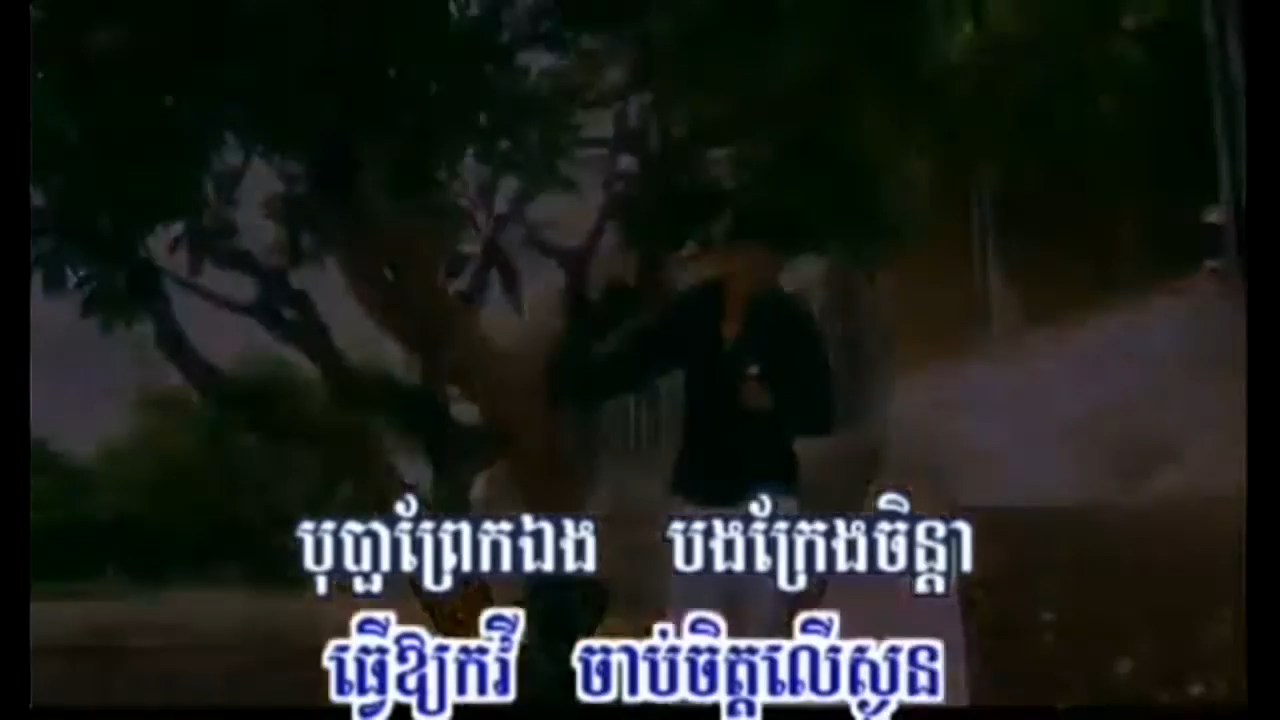 បុប្ផាព្រែកឯង បងក្រែងចិន្តា
ធ្វើឱ្យកវី ចាប់ចិត្តលើស្ងួន